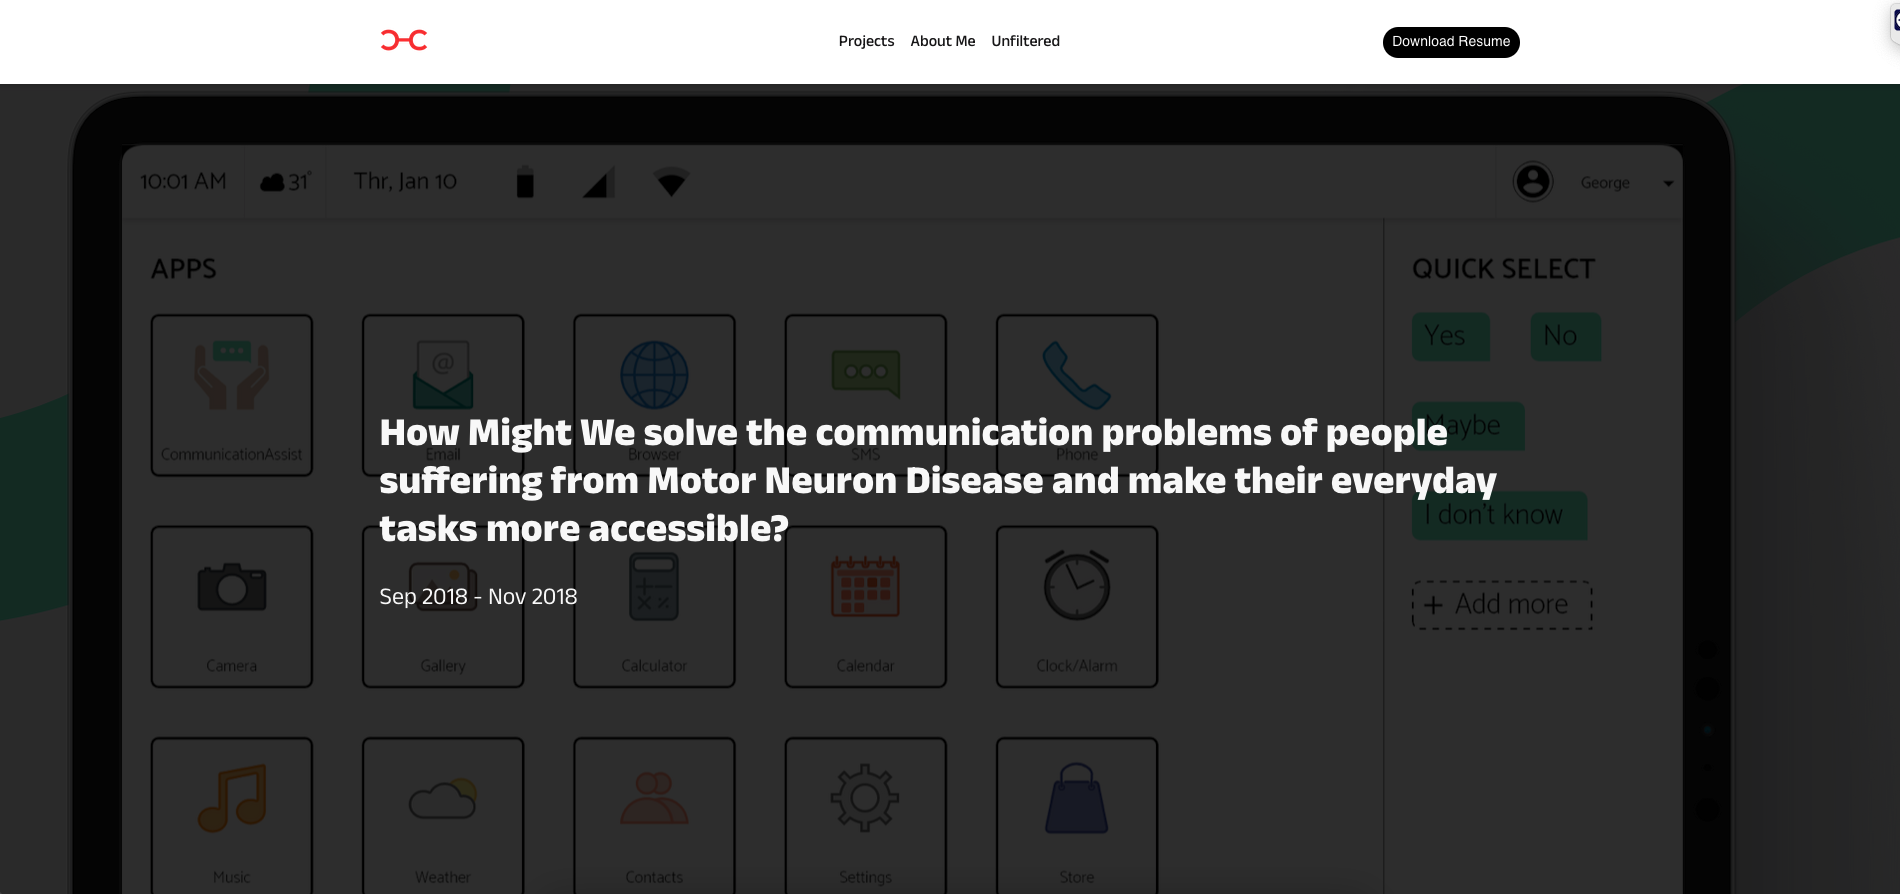 Projects About Me Unfiltered
Download Resume
10:01 AM 31° Thr, Jan 10 George
APPS
QUICK SELECT
Yes No
Maybe
I don't know
+ Add more
@
CommunicationAssist Email Browser SMS Phone
How Might We solve the communication problems of people
suffering from Motor Neuron Disease and make their everyday
tasks more accessible?
Sep 2018 - Nov 2018
Camera Gallery Calculator Calendar Clock/Alarm
Music Weather Contacts Settings Store